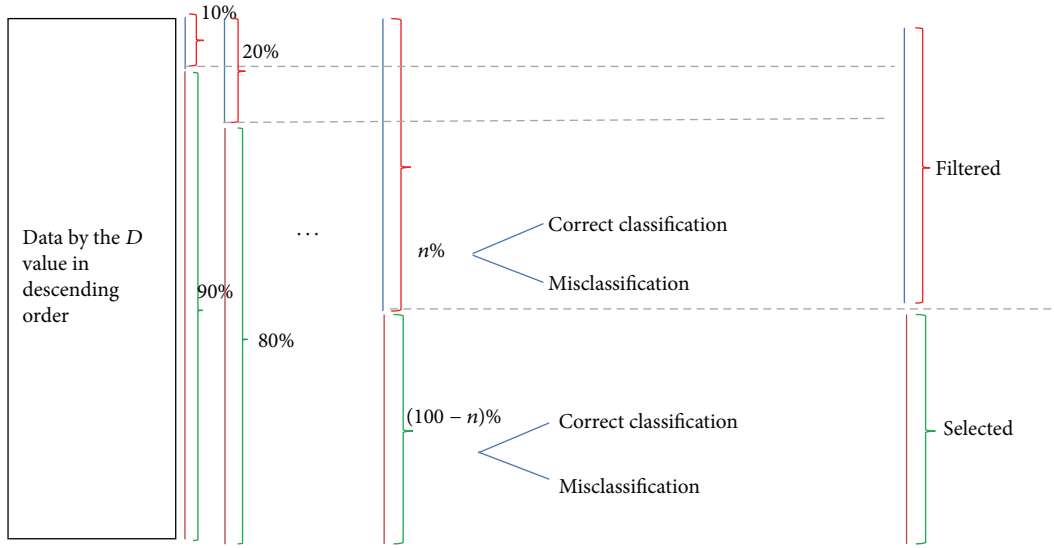 10%
20%
Filtered
Correct classification
Data by the D
value in
descending
order
...
n%
Misclassification
90%
80%
(100 − n)%
Correct classification
Selected
Misclassification